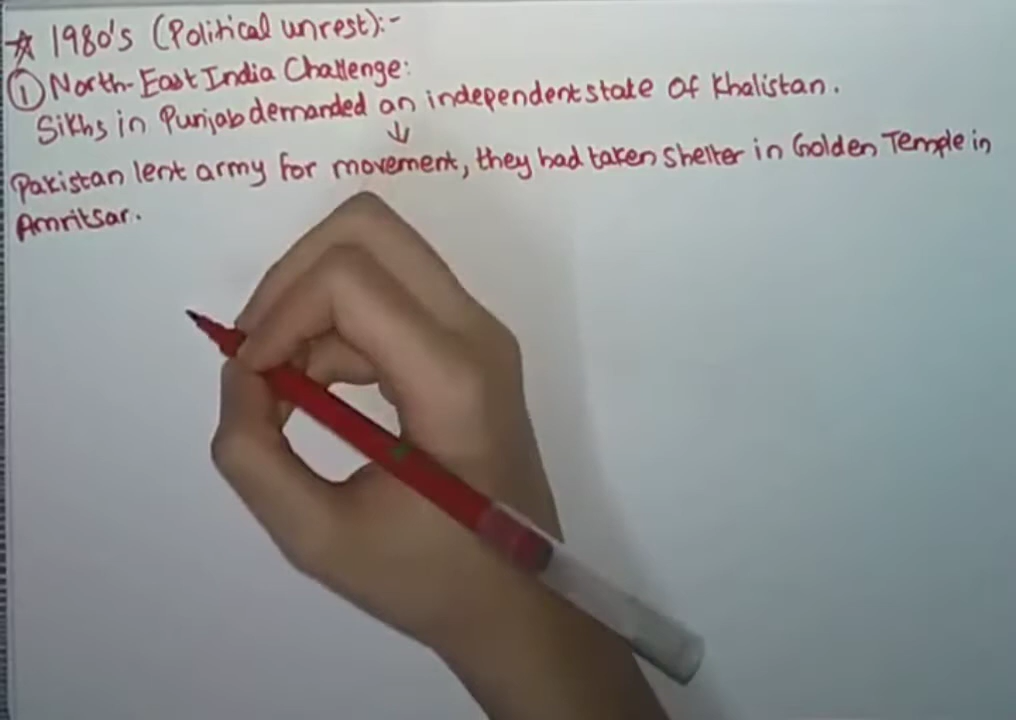 ☆ 1980's (Political unrest):-
① North-East India Challenge:
Sikhs in Punjab demanded an independent state of Khalistan.
↓
Pakistan lent army for movement, they had taken shelter in Golden Temple in
Amritsar.